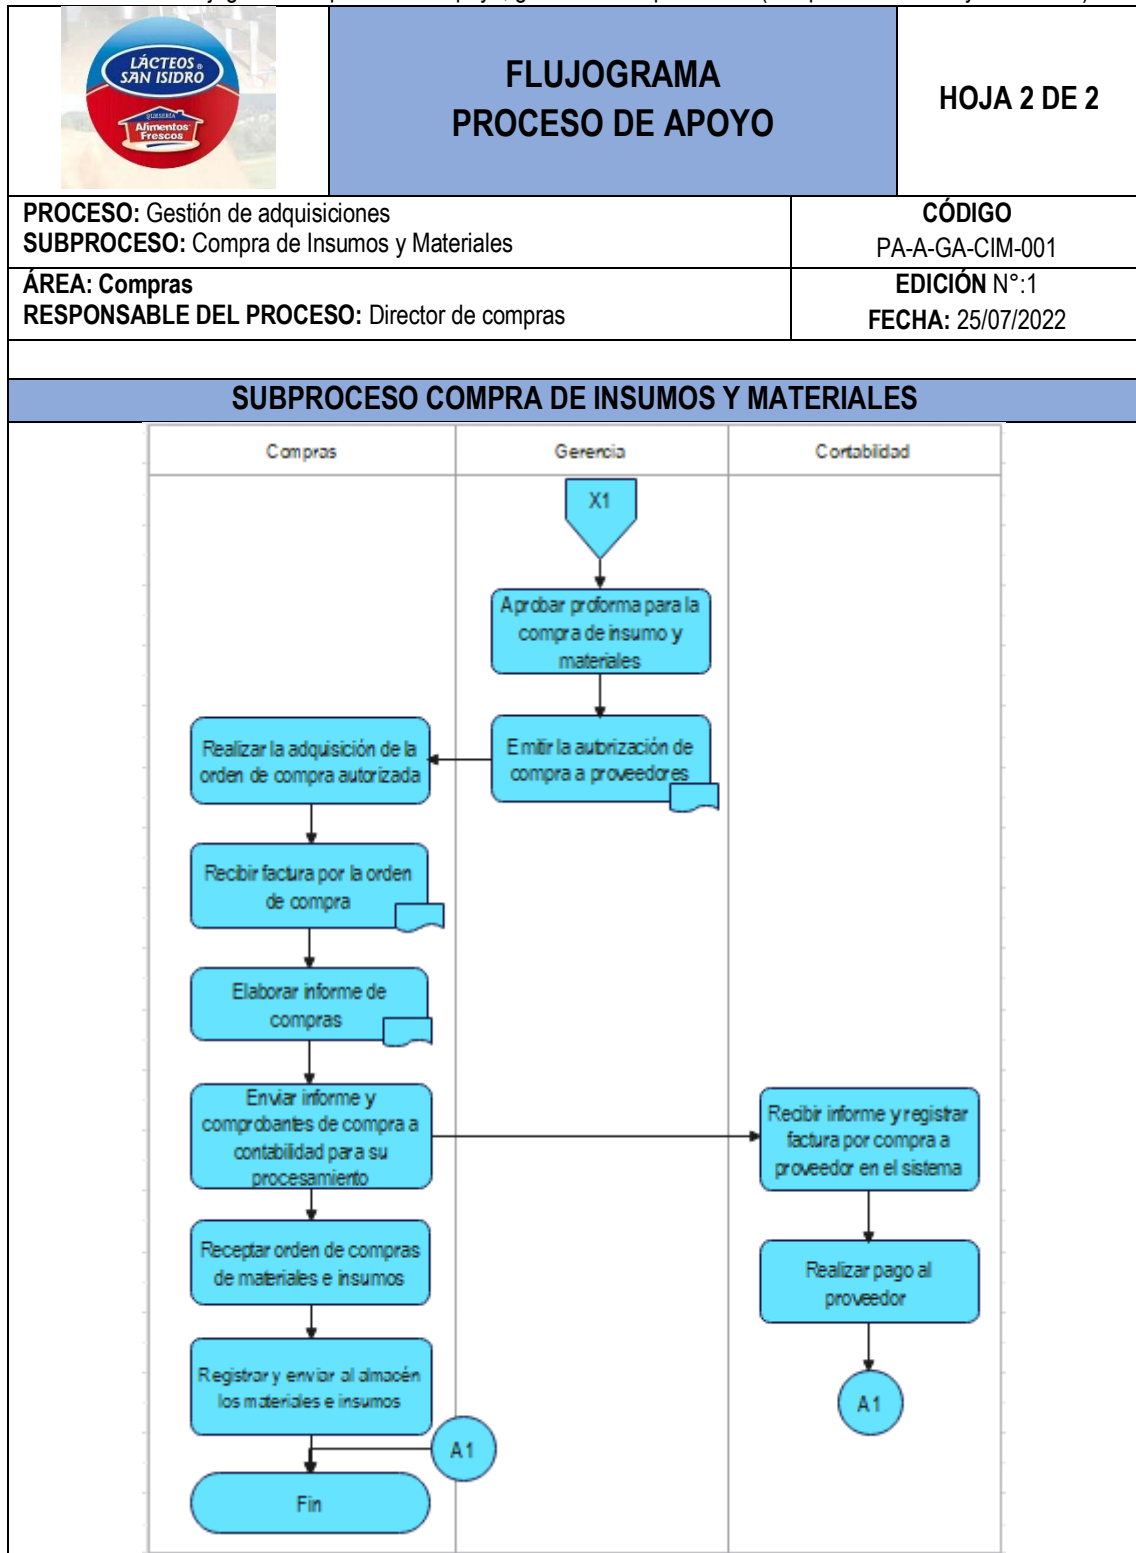 LÁCTEOS
SAN ISIDRO
QUESERÍA
Alimentos
Frescos
FLUJOGRAMA
PROCESO DE APOYO
HOJA 2 DE 2
PROCESO: Gestión de adquisiciones
SUBPROCESO: Compra de Insumos y Materiales
CÓDIGO
PA-A-GA-CIM-001
ÁREA: Compras
RESPONSABLE DEL PROCESO: Director de compras
EDICIÓN N°:1
FECHA: 25/07/2022
SUBPROCESO COMPRA DE INSUMOS Y MATERIALES
Compras
Gerencia
Contabilidad
X1
Aprobar proforma para la
compra de insumo y
materiales
Emitir la autorización de
compra a proveedores
Realizar la adquisición de la
orden de compra autorizada
Recibir factura por la orden
de compra
Elaborar informe de
compras
Enviar informe y
comprobantes de compra a
contabilidad para su
procesamiento
Recibir informe y registrar
factura por compra a
proveedor en el sistema
Receptar orden de compras
de materiales e insumos
Realizar pago al
proveedor
Registrar y enviar al almacén
los materiales e insumos
A1
A1
Fin